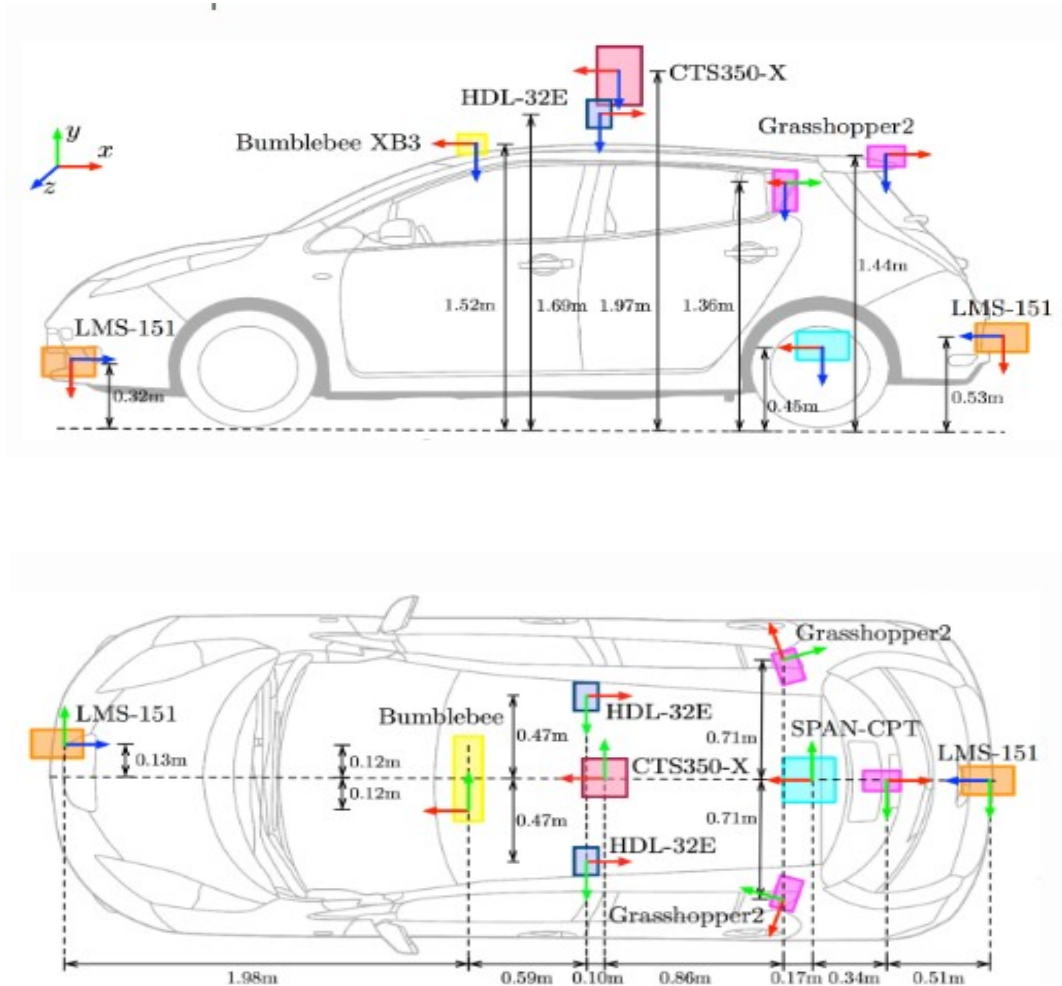 CTS350-X
HDL-32E
Grasshopper2
Bumblebee XB3
y
x
z
1.44m
1.52m
1.69m
1.97m
1.36m
LMS-151
LMS-151
0.32m
0.45m
0.53m
Grasshopper2
LMS-151
Bumblebee
HDL-32E
SPAN-CPT
0.47m
0.71m
LMS-151
0.13m
0.12m
CTS350-X
0.12m
0.47m
0.71m
HDL-32E
Grasshopper2
1.98m
0.59m
0.10m
0.86m
0.17m
0.34m
0.51m